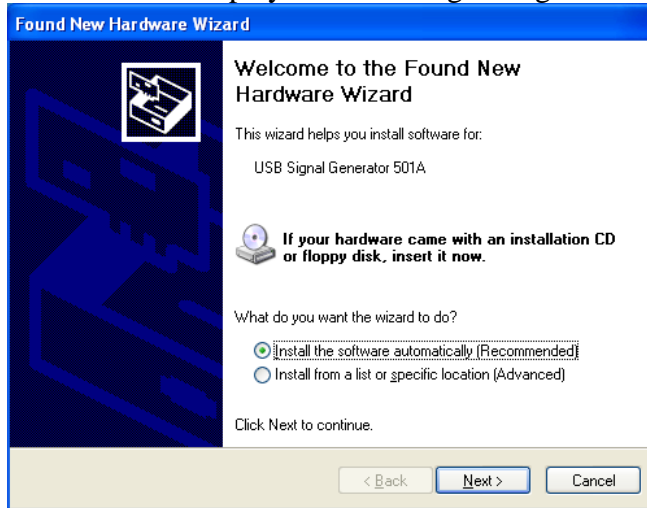 Found New Hardware Wizard
Welcome to the Found New
Hardware Wizard
This wizard helps you install software for:
USB Signal Generator 501A
If your hardware came with an installation CD
or floppy disk, insert it now.
What do you want the wizard to do?
Install the software automatically (Recommended)
Install from a list or specific location (Advanced)
Click Next to continue.
< Back Next > Cancel